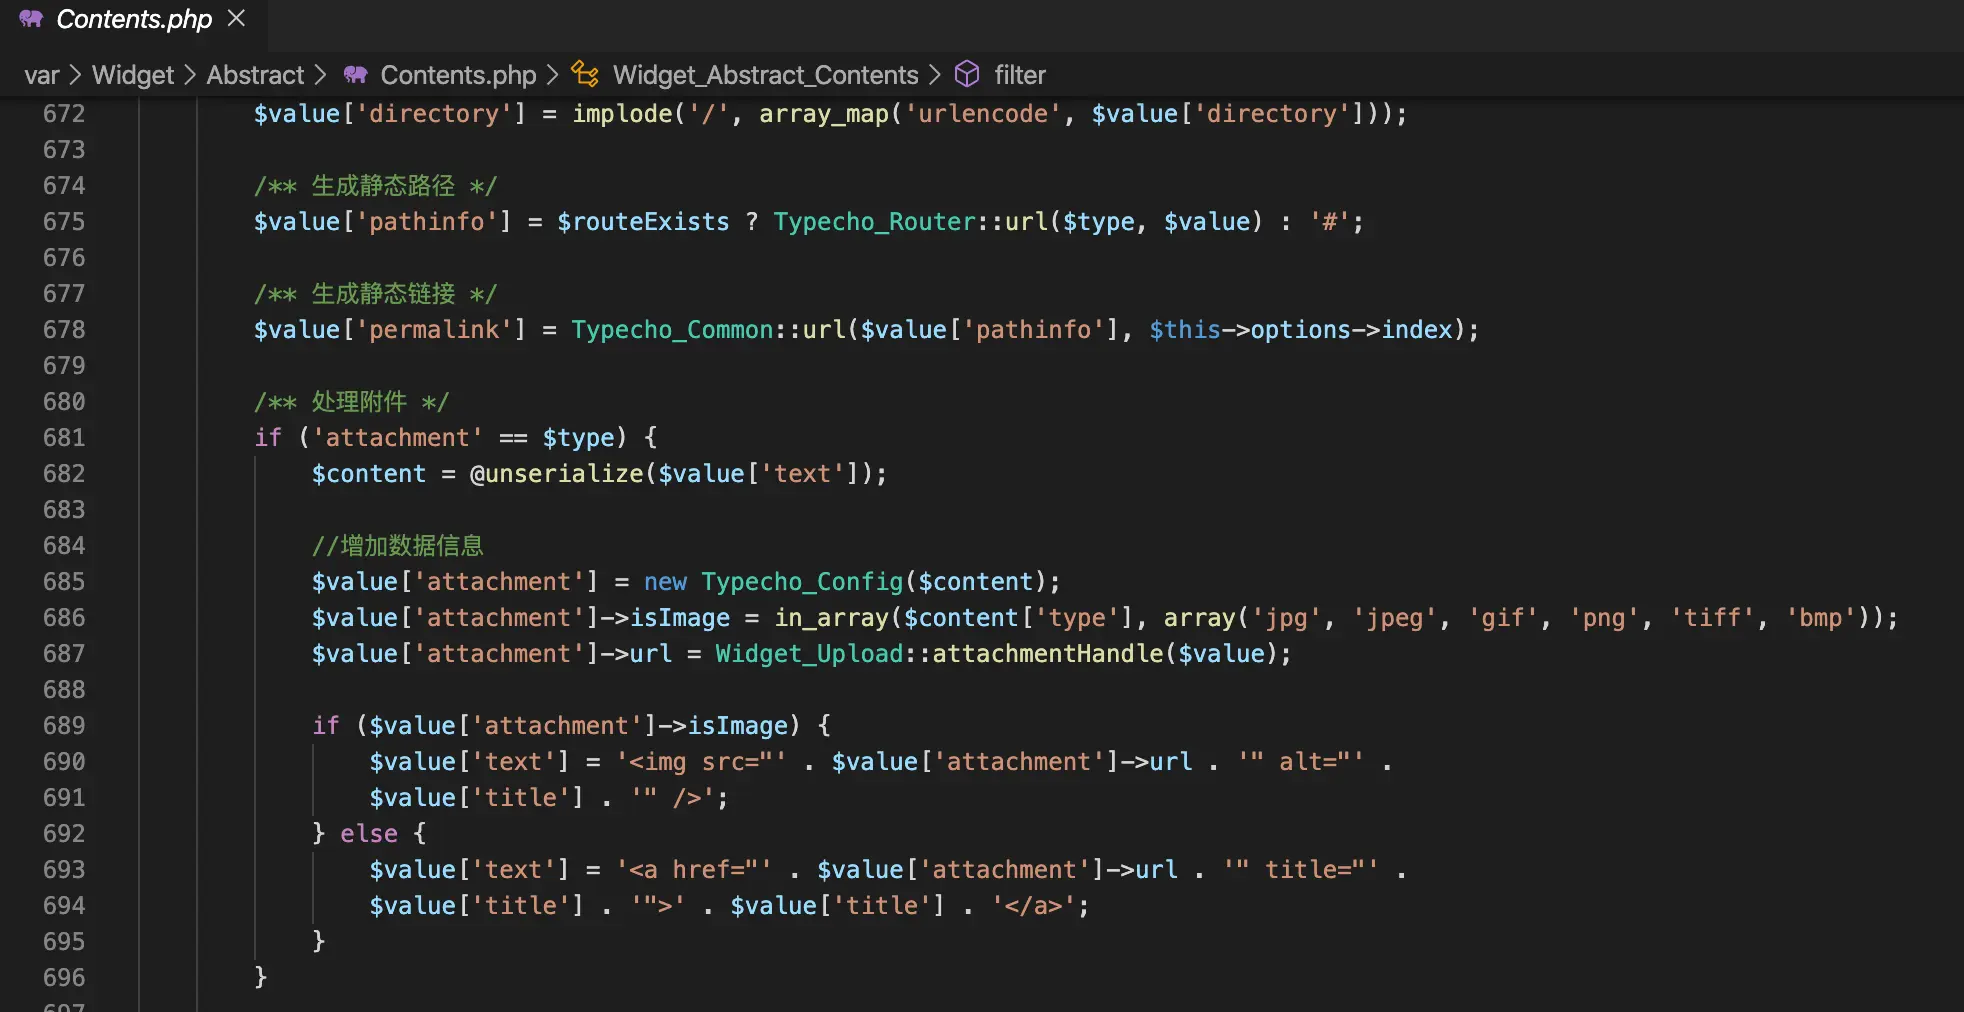 Contents.php
var > Widget > Abstract > Contents.php > Widget_Abstract_Contents > filter
672 $value['directory'] = implode('/', array_map('urlencode', $value['directory']));
673
674 /** 生成静态路径 */
675 $value['pathinfo'] = $routeExists ? Typecho_Router::url($type, $value) : '#';
676
677 /** 生成静态链接 */
678 $value['permalink'] = Typecho_Common::url($value['pathinfo'], $this->options->index);
679
680 /** 处理附件 */
681 if ('attachment' == $type) {
682 $content = @unserialize($value['text']);
683
684 //增加数据信息
685 $value['attachment'] = new Typecho_Config($content);
686 $value['attachment']->isImage = in_array($content['type'], array('jpg', 'jpeg', 'gif', 'png', 'tiff', 'bmp'));
687 $value['attachment']->url = Widget_Upload::attachmentHandle($value);
688
689 if ($value['attachment']->isImage) {
690 $value['text'] = '<img src="' . $value['attachment']->url . '" alt="' .
691 $value['title'] . '" />';
692 } else {
693 $value['text'] = '<a href="' . $value['attachment']->url . '" title="' .
694 $value['title'] . '">' . $value['title'] . '</a>';
695 }
696 }
697